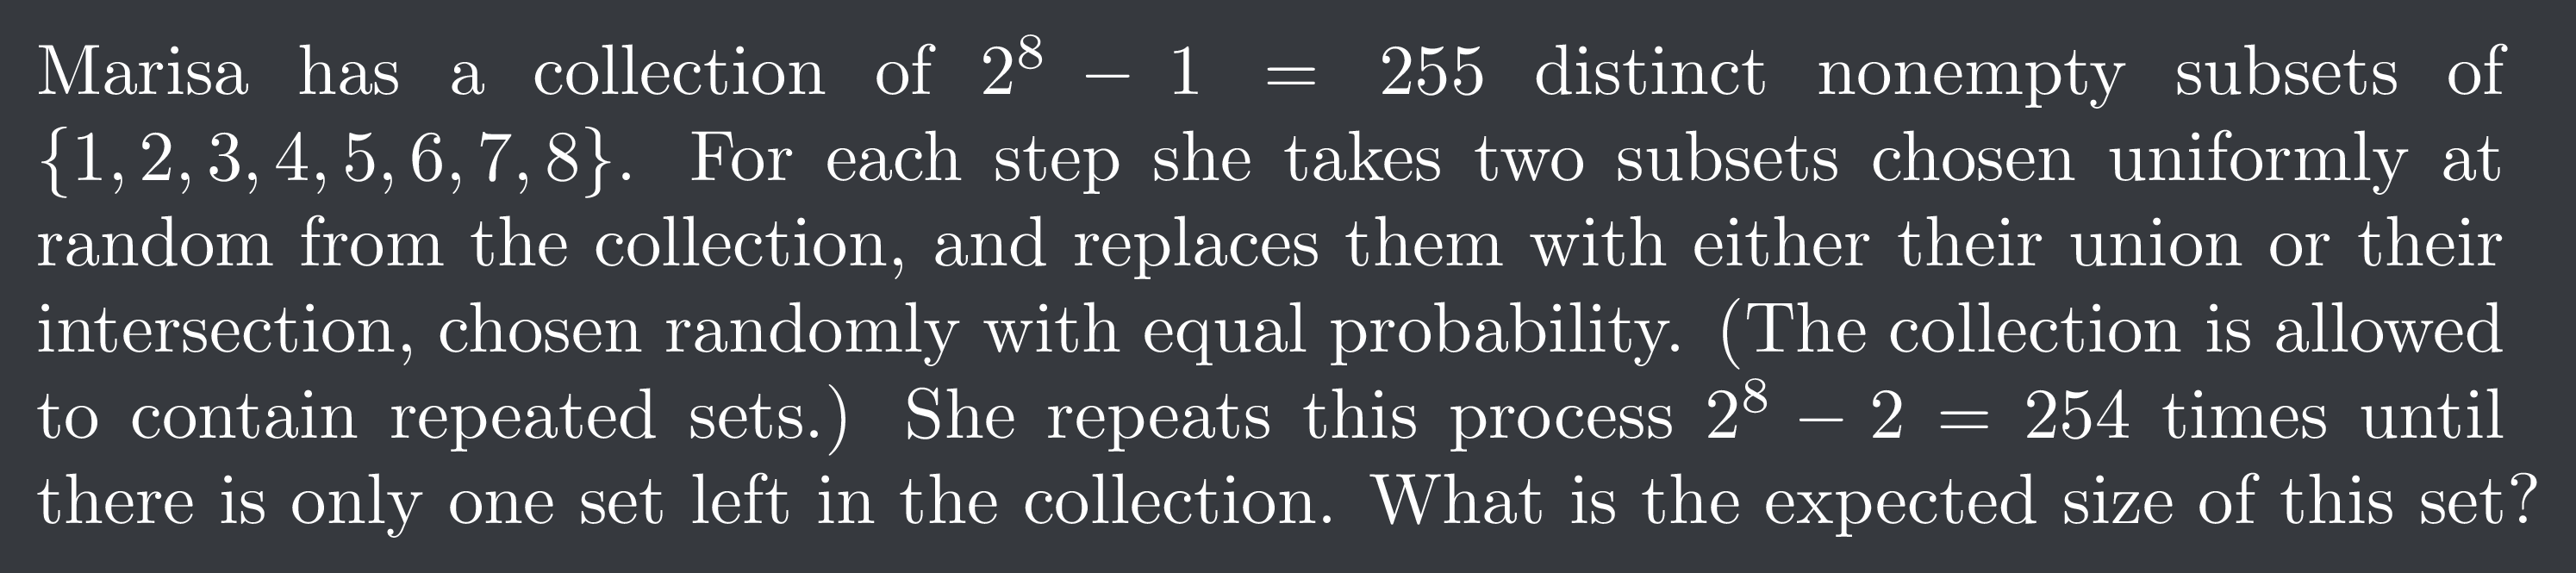 Marisa has a collection of 2⁸ − 1 = 255 distinct nonempty subsets of
{1, 2, 3, 4, 5, 6, 7, 8}. For each step she takes two subsets chosen uniformly at
random from the collection, and replaces them with either their union or their
intersection, chosen randomly with equal probability. (The collection is allowed
to contain repeated sets.) She repeats this process 2⁸ − 2 = 254 times until
there is only one set left in the collection. What is the expected size of this set?